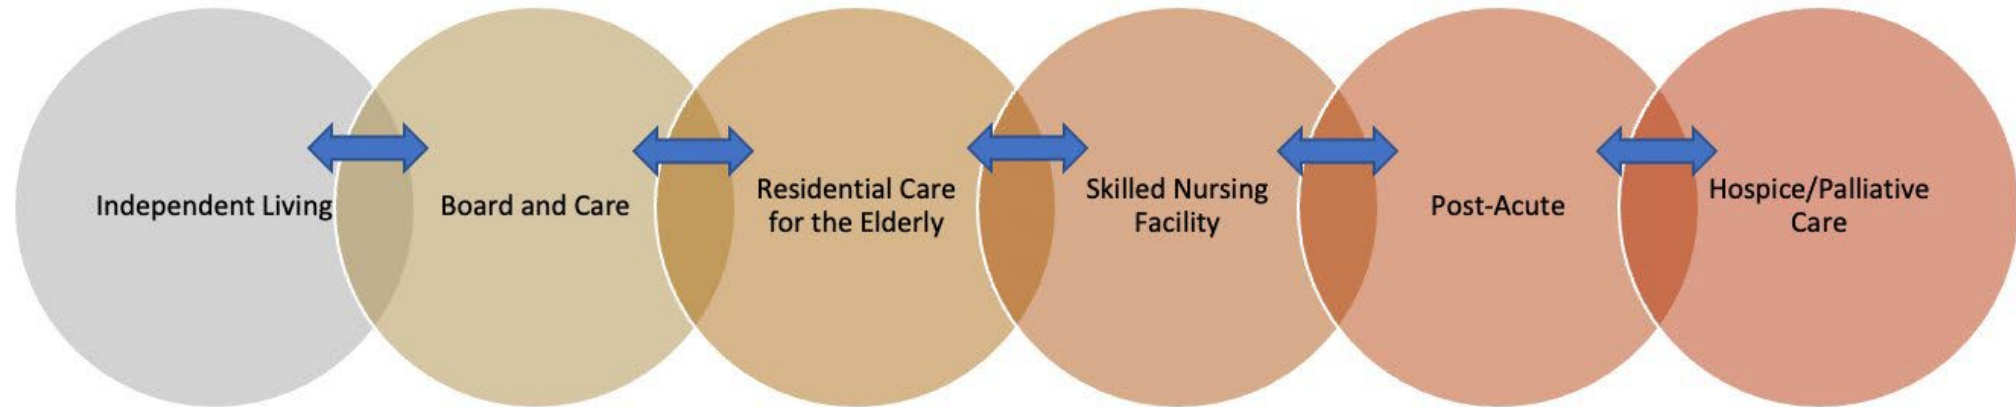 Independent Living
Board and Care
Residential Care
for the Elderly
Skilled Nursing
Facility
Post-Acute
Hospice/Palliative
Care